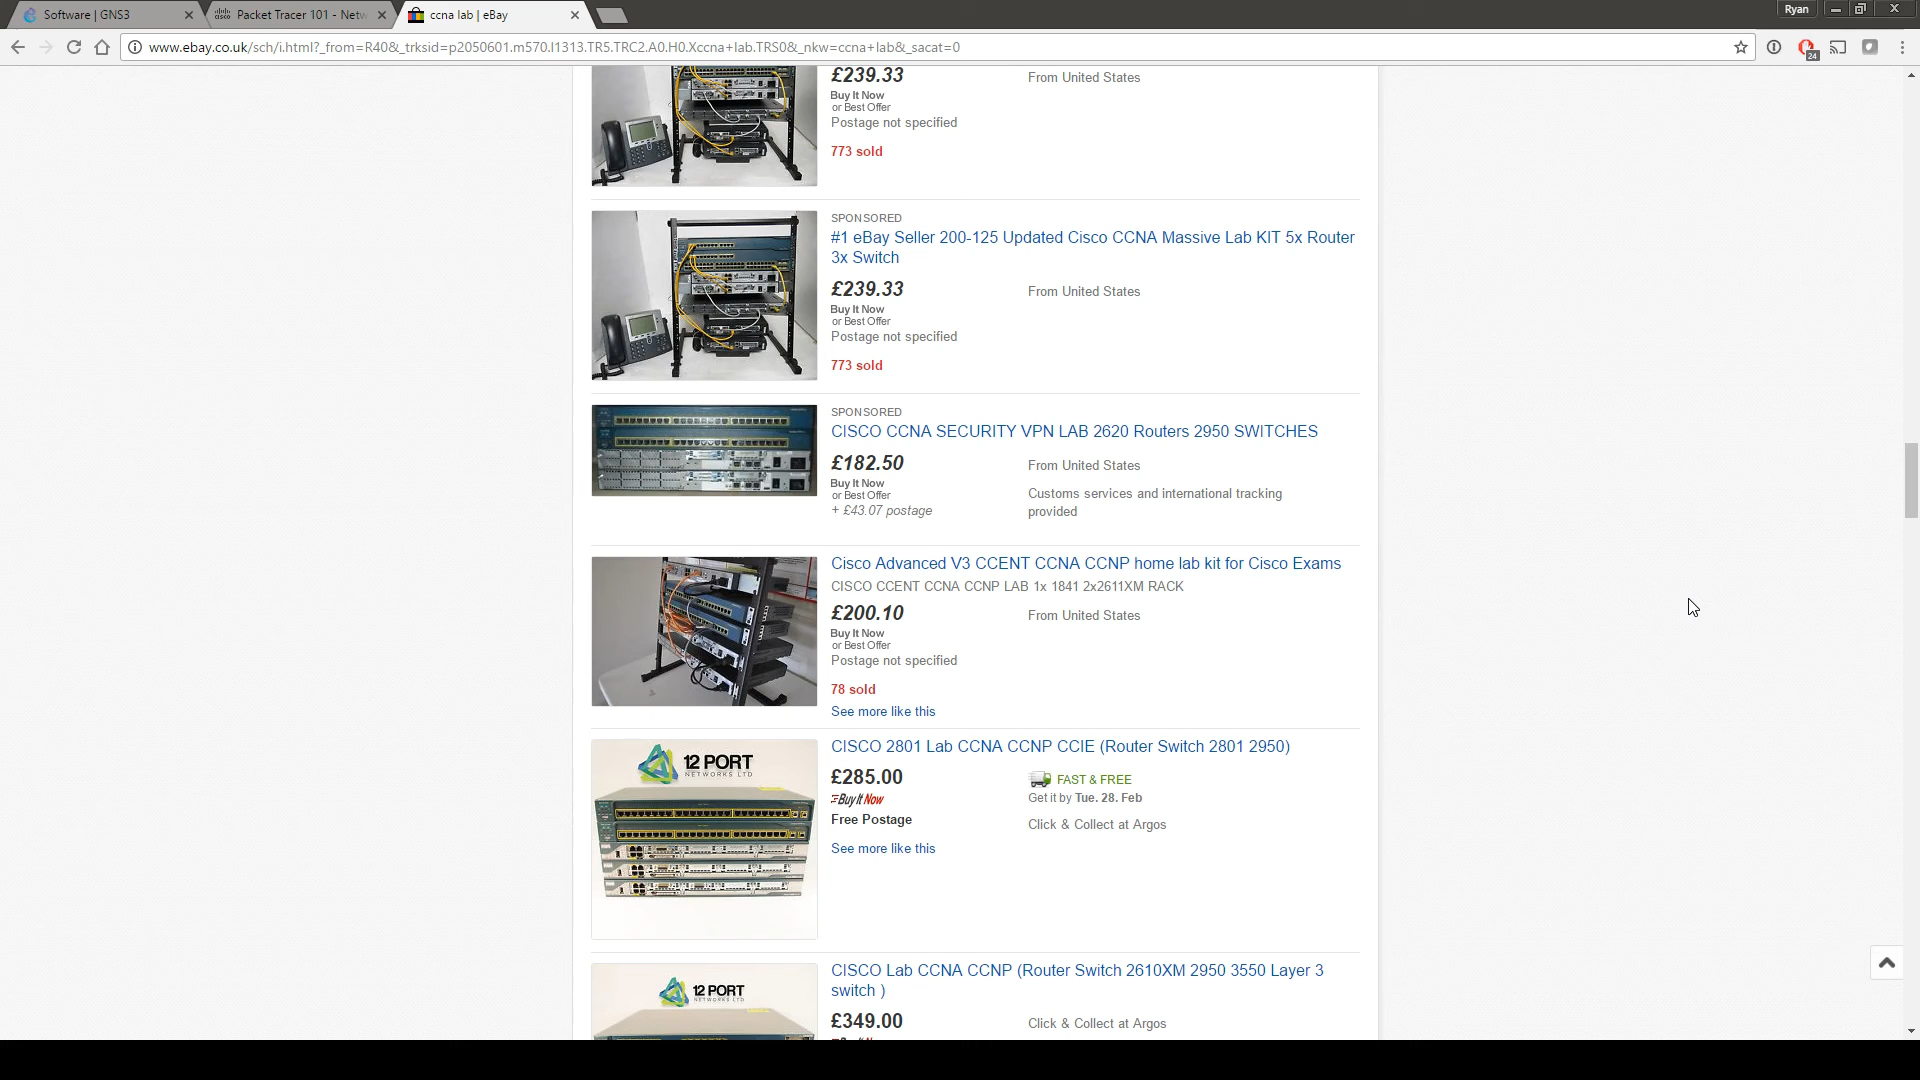 Software | GNS3
Packet Tracer 101 - Netw
ccna lab | eBay
Ryan
www.ebay.co.uk/sch/i.html?_from=R40&_trksid=p2050601.m570.l1313.TR5.TRC2.A0.H0.Xccna+lab.TRS0&_nkw=ccna+lab&_sacat=0
24
£239.33
From United States
Buy It Now
or Best Offer
Postage not specified
773 sold
SPONSORED
#1 eBay Seller 200-125 Updated Cisco CCNA Massive Lab KIT 5x Router
3x Switch
£239.33
From United States
Buy It Now
or Best Offer
Postage not specified
773 sold
SPONSORED
CISCO CCNA SECURITY VPN LAB 2620 Routers 2950 SWITCHES
£182.50
From United States
Buy It Now
or Best Offer
Customs services and international tracking
provided
+ £43.07 postage
Cisco Advanced V3 CCENT CCNA CCNP home lab kit for Cisco Exams
CISCO CCENT CCNA CCNP LAB 1x 1841 2x2611XM RACK
£200.10
From United States
Buy It Now
or Best Offer
Postage not specified
78 sold
See more like this
12 PORT
NETWORKS LTD
CISCO 2801 Lab CCNA CCNP CCIE (Router Switch 2801 2950)
£285.00
FAST & FREE
Buy It Now
Get it by Tue. 28. Feb
Free Postage
Click & Collect at Argos
See more like this
12 PORT
NETWORKS LTD
CISCO Lab CCNA CCNP (Router Switch 2610XM 2950 3550 Layer 3
switch )
£349.00
Click & Collect at Argos